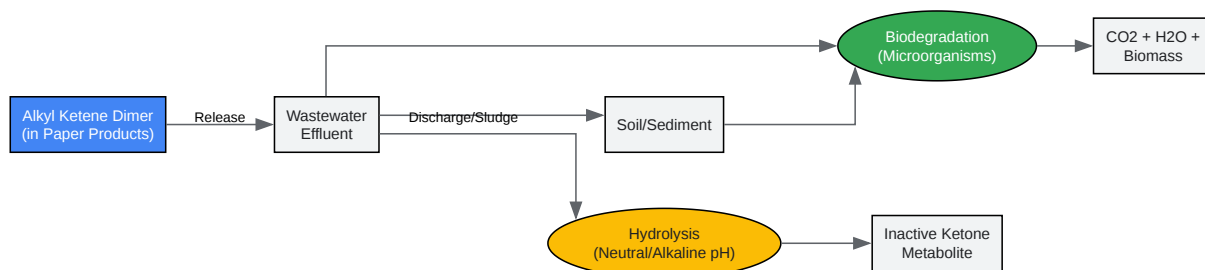 Biodegradation
(Microorganisms)
CO2 + H2O +
Biomass
Alkyl Ketene Dimer
(in Paper Products)
Release
Wastewater
Effluent
Discharge/Sludge
Soil/Sediment
Hydrolysis
(Neutral/Alkaline pH)
Inactive Ketone
Metabolite